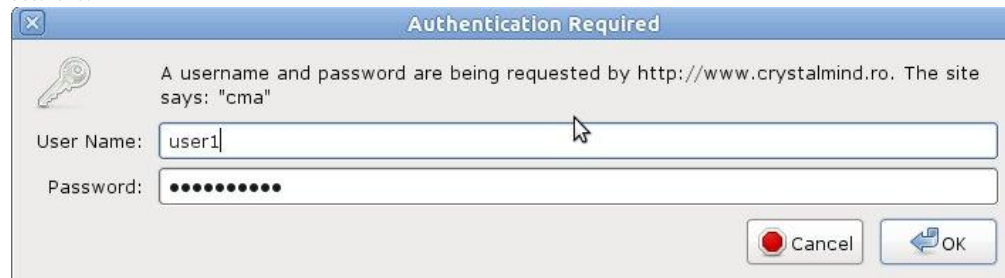 Authentication Required
A username and password are being requested by http://www.crystalmind.ro. The site
says: "cma"
User Name: user1
Password: ●●●●●●●●●●
Cancel OK